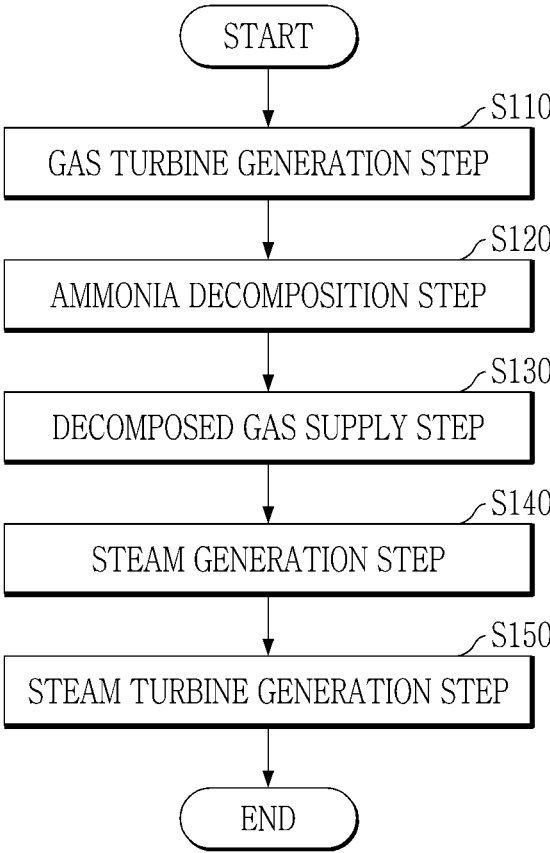 START
S110
GAS TURBINE GENERATION STEP
S120
AMMONIA DECOMPOSITION STEP
S130
DECOMPOSED GAS SUPPLY STEP
S140
STEAM GENERATION STEP
S150
STEAM TURBINE GENERATION STEP
END